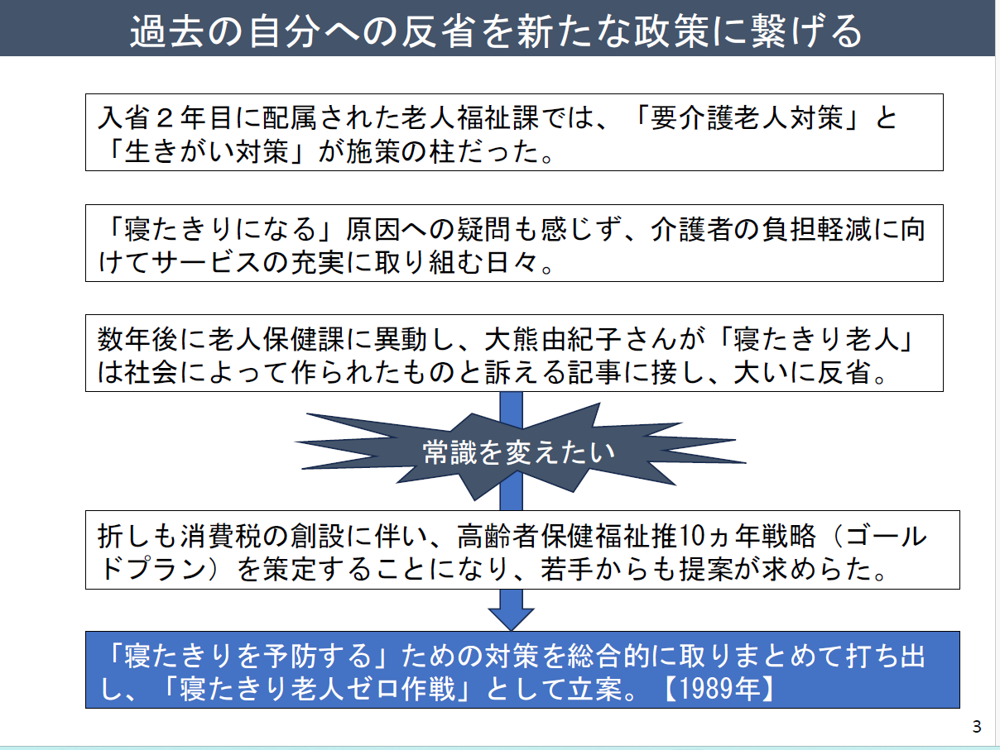 過去の自分への反省を新たな政策に繋げる
入省２年目に配属された老人福祉課では、「要介護老人対策」と
「生きがい対策」が施策の柱だった。
「寝たきりになる」原因への疑問も感じず、介護者の負担軽減に向
けてサービスの充実に取り組む日々。
数年後に老人保健課に異動し、大熊由紀子さんが「寝たきり老人」
は社会によって作られたものと訴える記事に接し、大いに反省。
常識を変えたい
折しも消費税の創設に伴い、高齢者保健福祉推10ヵ年戦略（ゴール
ドプラン）を策定することになり、若手からも提案が求めらた。
「寝たきりを予防する」ための対策を総合的に取りまとめて打ち出
し、「寝たきり老人ゼロ作戦」として立案。【1989年】
3